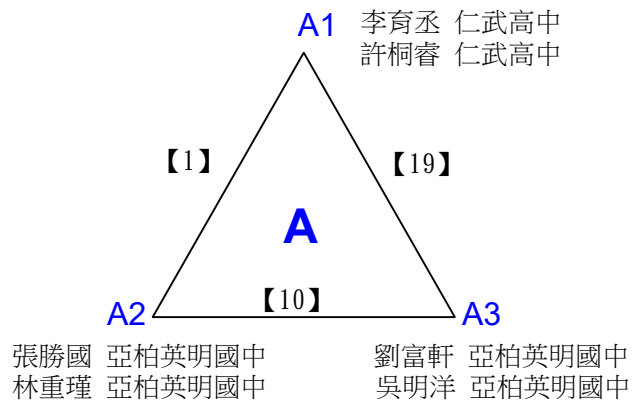 A1 李育丞 仁武高中
許桐睿 仁武高中
【1】
【19】
A
【10】
A2
A3
張勝國 亞柏英明國中
林重瑾 亞柏英明國中
劉富軒 亞柏英明國中
吳明洋 亞柏英明國中